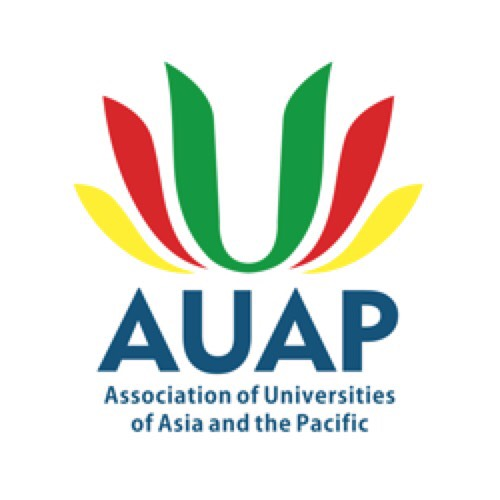 AUAP
Association of Universities
of Asia and the Pacific